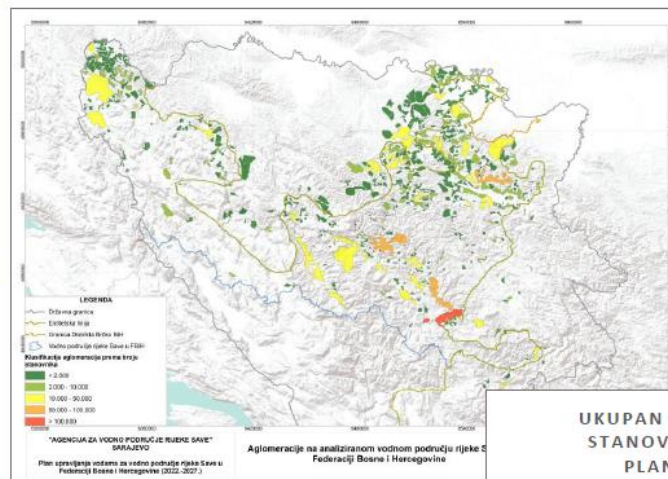 LEGENDA
Državna granica
Entitetska linija
Granica Distrikta Brčko BiH
Vodno područje rijeke Save u FBiH
Klasifikacija aglomeracija prema broju
stanovnika
< 2.000
2.000 - 10.000
10.000 - 50.000
50.000 - 100.000
> 100.000
"AGENCIJA ZA VODNO PODRUČJE RIJEKE SAVE"
SARAJEVO
Plan upravljanja vodama za vodno područje rijeke Save u
Federaciji Bosne i Hercegovine (2022.-2027.)
Aglomeracije na analiziranom vodnom području rijeke S
Federaciji Bosne i Hercegovine
UKUPAN
STANOV
PLAN